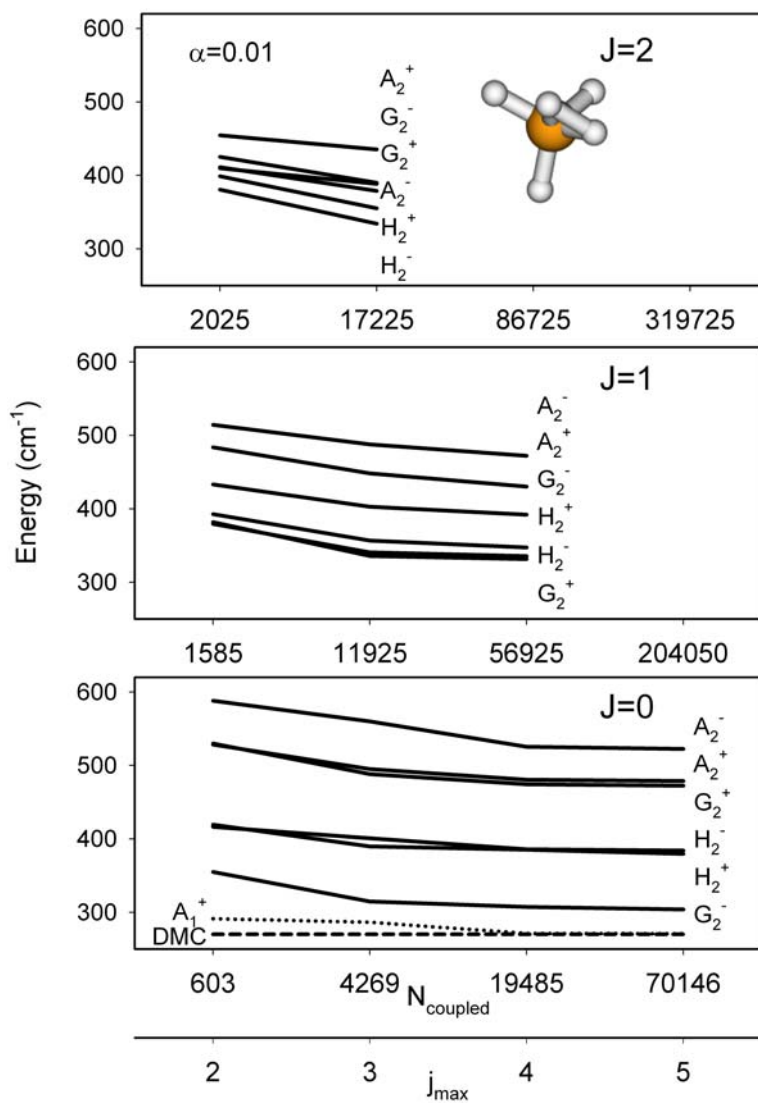 600
α=0.01
J=2
A₂⁺
500
G₂⁻
G₂⁺
400
A₂⁻
H₂⁺
300
H₂⁻
2025 17225 86725 319725
Energy (cm⁻¹)
600
J=1
A₂⁻
500
A₂⁺
G₂⁻
400
H₂⁺
H₂⁻
300
G₂⁺
1585 11925 56925 204050
600
J=0
A₂⁻
500
A₂⁺
G₂⁺
400
H₂⁻
H₂⁺
300
A₁⁺
G₂⁻
DMC
603 4269 19485 70146
N_coupled
2 3 4 5
j_max